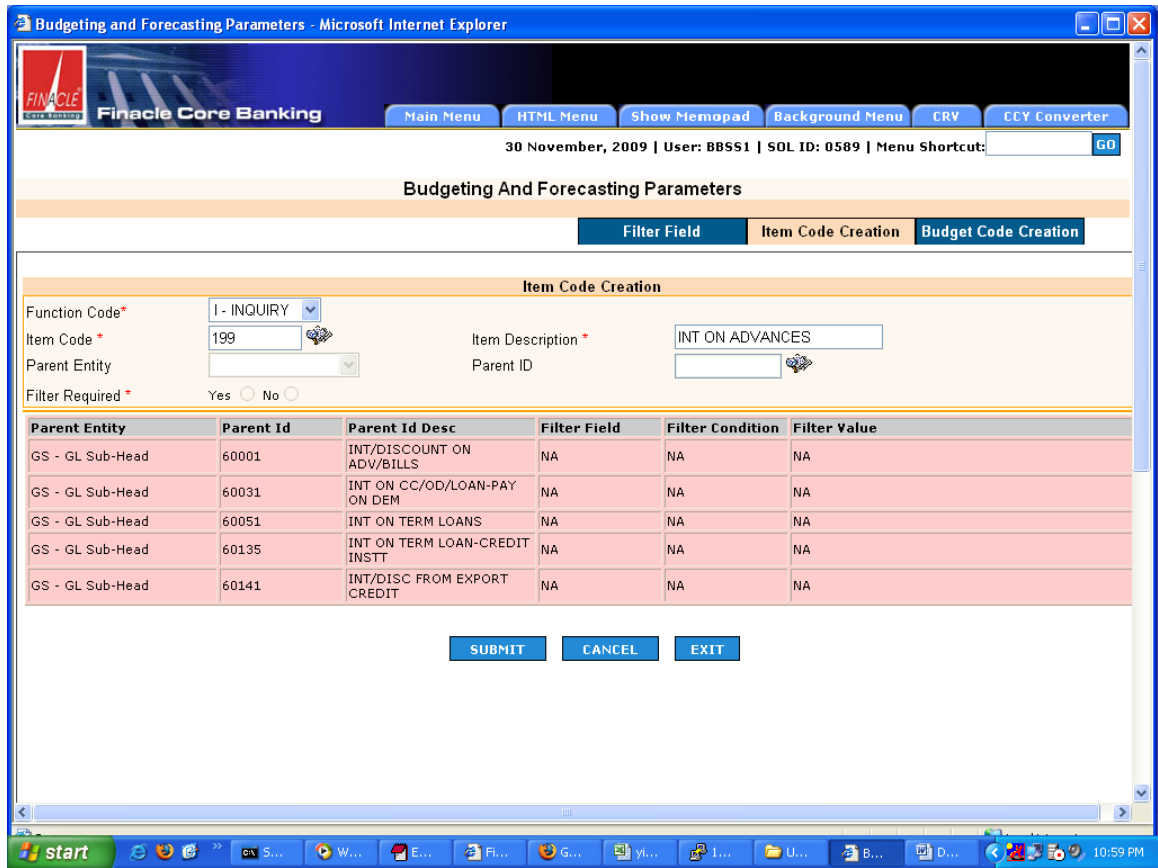 Budgeting and Forecasting Parameters - Microsoft Internet Explorer
FINACLE
Core Banking
Finacle Core Banking
Main Menu HTML Menu Show Memopad Background Menu CRV CCY Converter
30 November, 2009 | User: BBSS1 | SOL ID: 0589 | Menu Shortcut: GO
Budgeting And Forecasting Parameters
Filter Field Item Code Creation Budget Code Creation
Item Code Creation
Function Code* I - INQUIRY
Item Code * 199 Item Description * INT ON ADVANCES
Parent Entity Parent ID
Filter Required * Yes No
Parent Entity Parent Id Parent Id Desc Filter Field Filter Condition Filter Value
GS - GL Sub-Head 60001 INT/DISCOUNT ON ADV/BILLS NA NA NA
GS - GL Sub-Head 60031 INT ON CC/OD/LOAN-PAY ON DEM NA NA NA
GS - GL Sub-Head 60051 INT ON TERM LOANS NA NA NA
GS - GL Sub-Head 60135 INT ON TERM LOAN-CREDIT INSTT NA NA NA
GS - GL Sub-Head 60141 INT/DISC FROM EXPORT CREDIT NA NA NA
SUBMIT CANCEL EXIT
start S... W... E... Fi... G... yi... 1... U... B... D... 10:59 PM